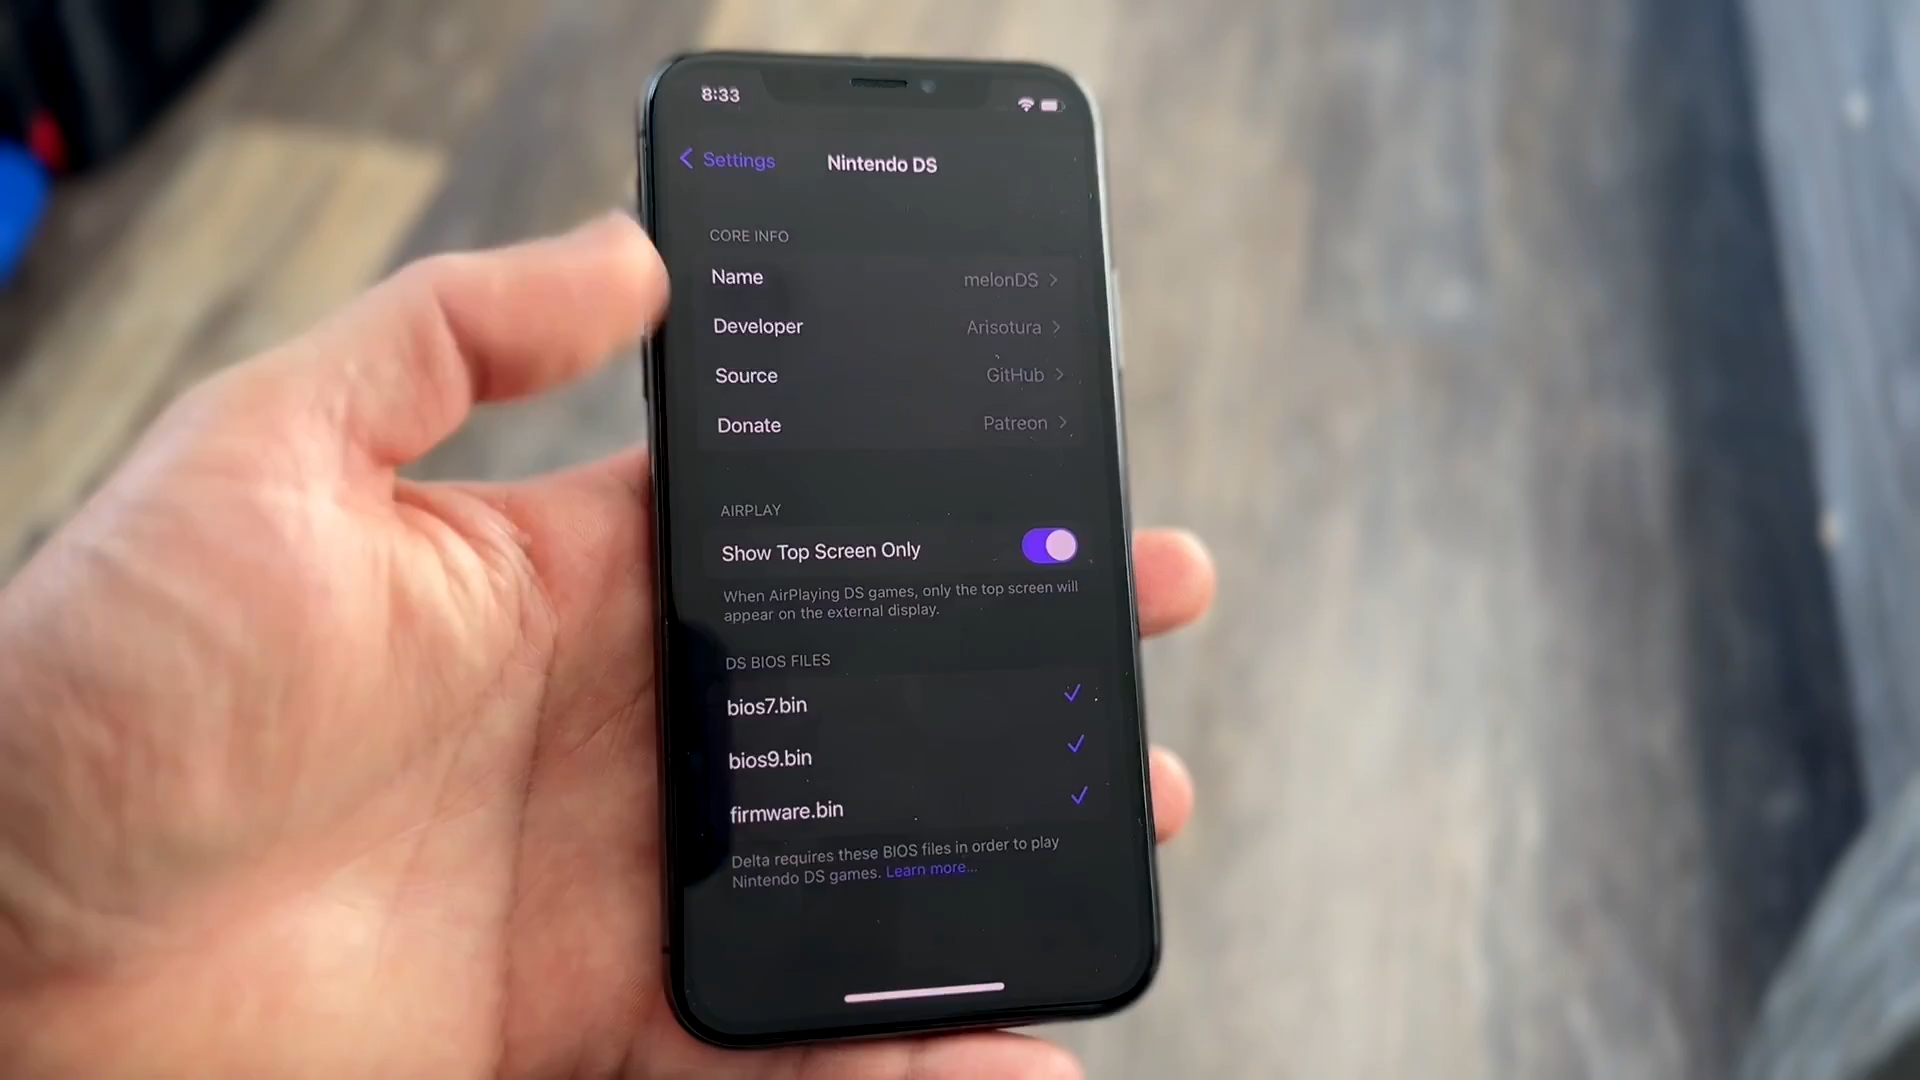 8:33
Settings
Nintendo DS
CORE INFO
Name melonDS
Developer Arisotura
Source GitHub
Donate Patreon
AIRPLAY
Show Top Screen Only
When AirPlaying DS games, only the top screen will
appear on the external display.
DS BIOS FILES
bios7.bin
bios9.bin
firmware.bin
Delta requires these BIOS files in order to play
Nintendo DS games. Learn more...